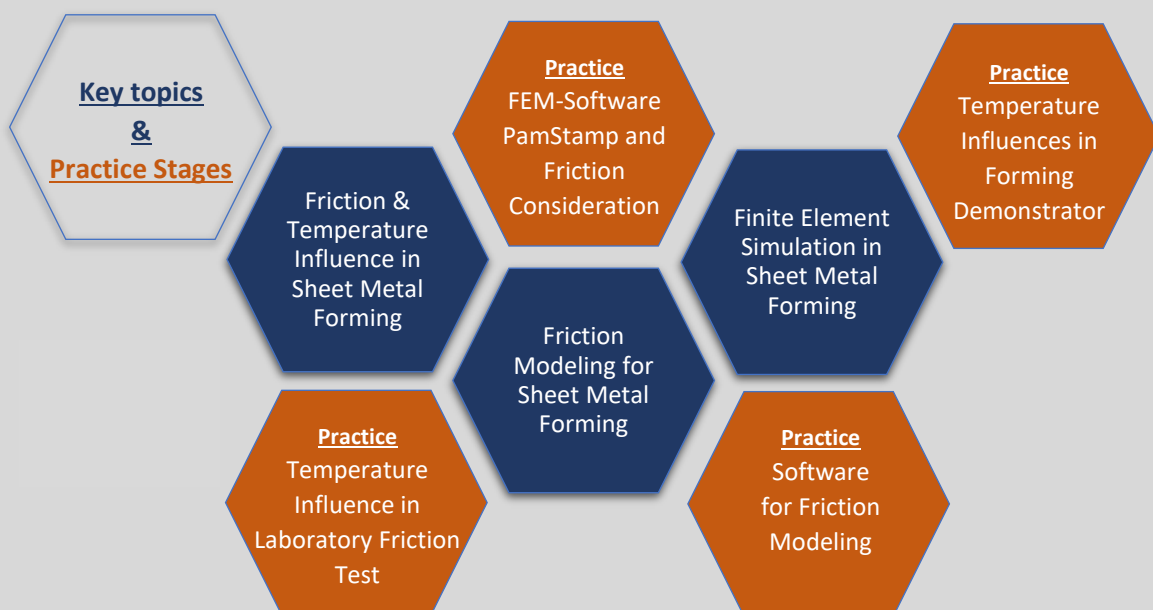 Key topics
&
Practice Stages
Friction &
Temperature
Influence in
Sheet Metal
Forming
Practice
FEM-Software
PamStamp and
Friction
Consideration
Finite Element
Simulation in
Sheet Metal
Forming
Practice
Temperature
Influences in
Forming
Demonstrator
Friction
Modeling for
Sheet Metal
Forming
Practice
Temperature
Influence in
Laboratory Friction
Test
Practice
Software
for Friction
Modeling